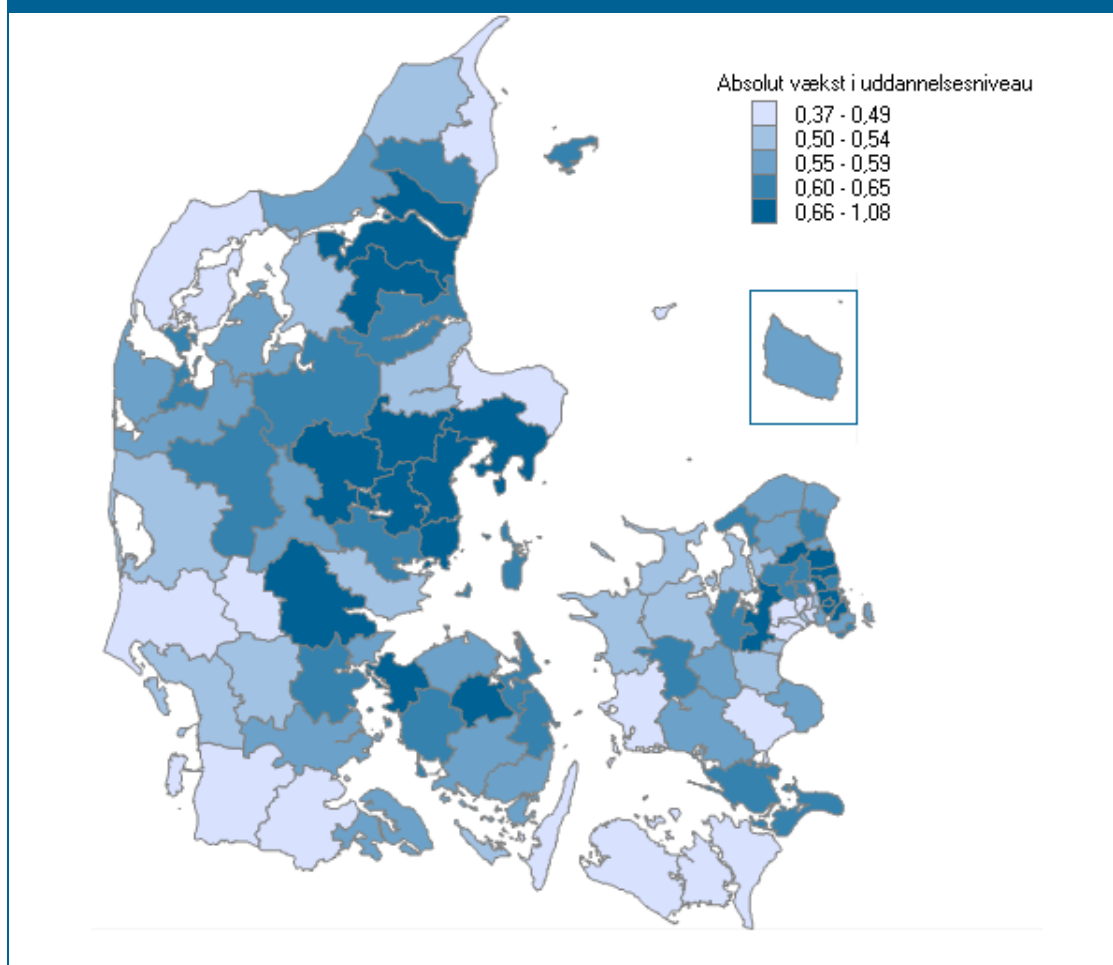 Absolut vækst i uddannelsesniveau
0,37 - 0,49
0,50 - 0,54
0,55 - 0,59
0,60 - 0,65
0,66 - 1,08